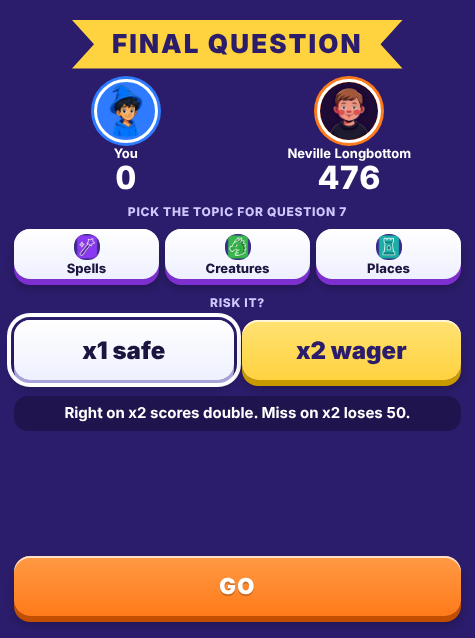 FINAL QUESTION
You
Neville Longbottom
0
476
PICK THE TOPIC FOR QUESTION 7
Spells
Creatures
Places
RISK IT?
x1 safe
x2 wager
Right on x2 scores double. Miss on x2 loses 50.
GO